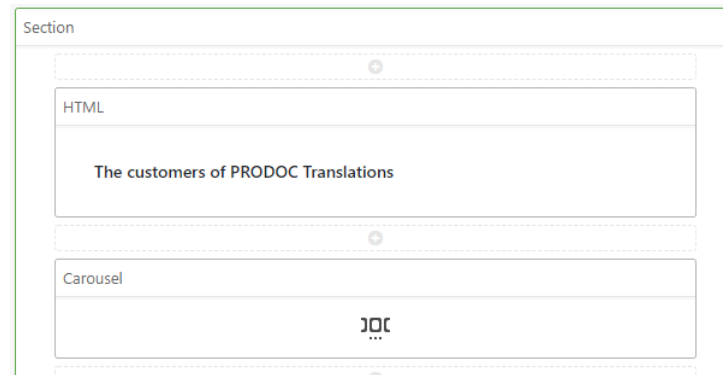 Section
HTML
The customers of PRODOC Translations
Carousel